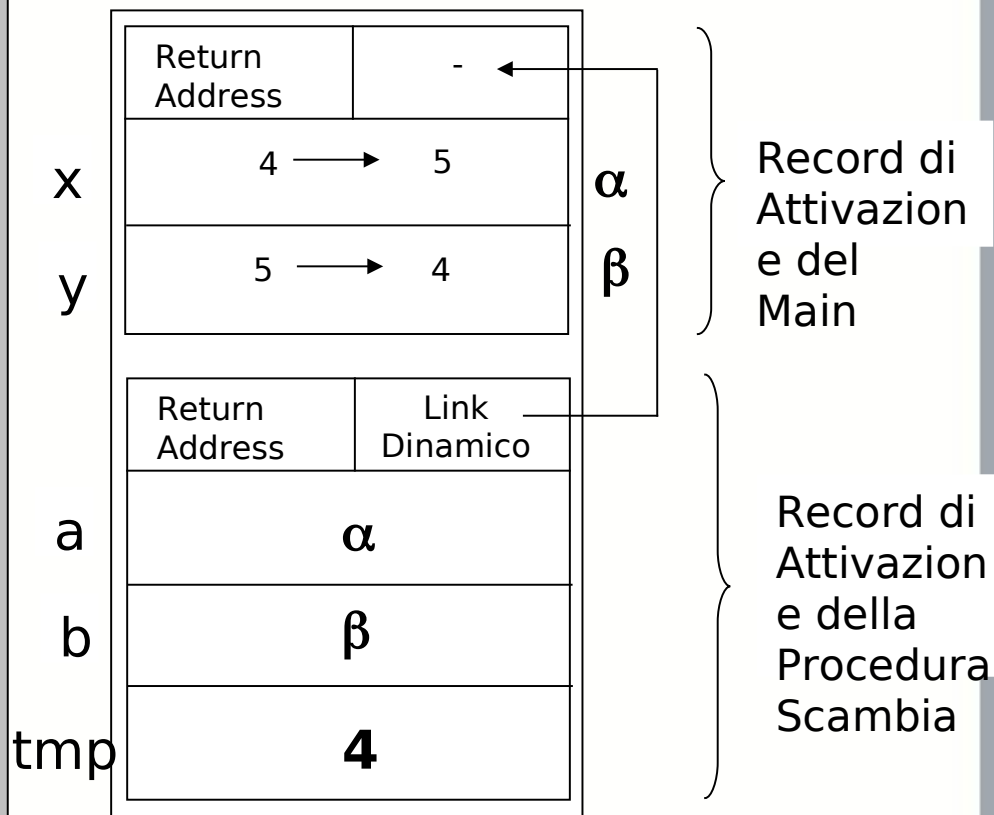 Return
Address
-
x
4 5
α
y
5 4
β
Record di
Attivazion
e del
Main
Return
Address
Link
Dinamico
a
α
b
β
tmp
4
Record di
Attivazion
e della
Procedura
Scambia